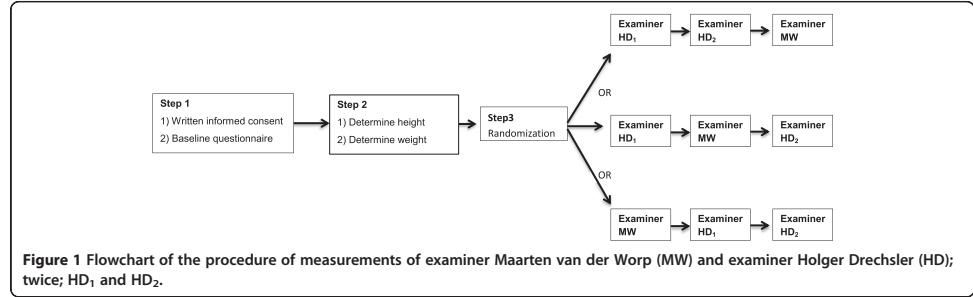 Step 1
1) Written informed consent
2) Baseline questionnaire
Step 2
1) Determine height
2) Determine weight
Step3
Randomization
Examiner
HD₁
Examiner
HD₂
Examiner
MW
OR
Examiner
HD₁
Examiner
MW
Examiner
HD₂
OR
Examiner
MW
Examiner
HD₁
Examiner
HD₂
Figure 1 Flowchart of the procedure of measurements of examiner Maarten van der Worp (MW) and examiner Holger Drechsler (HD);
twice; HD₁ and HD₂.